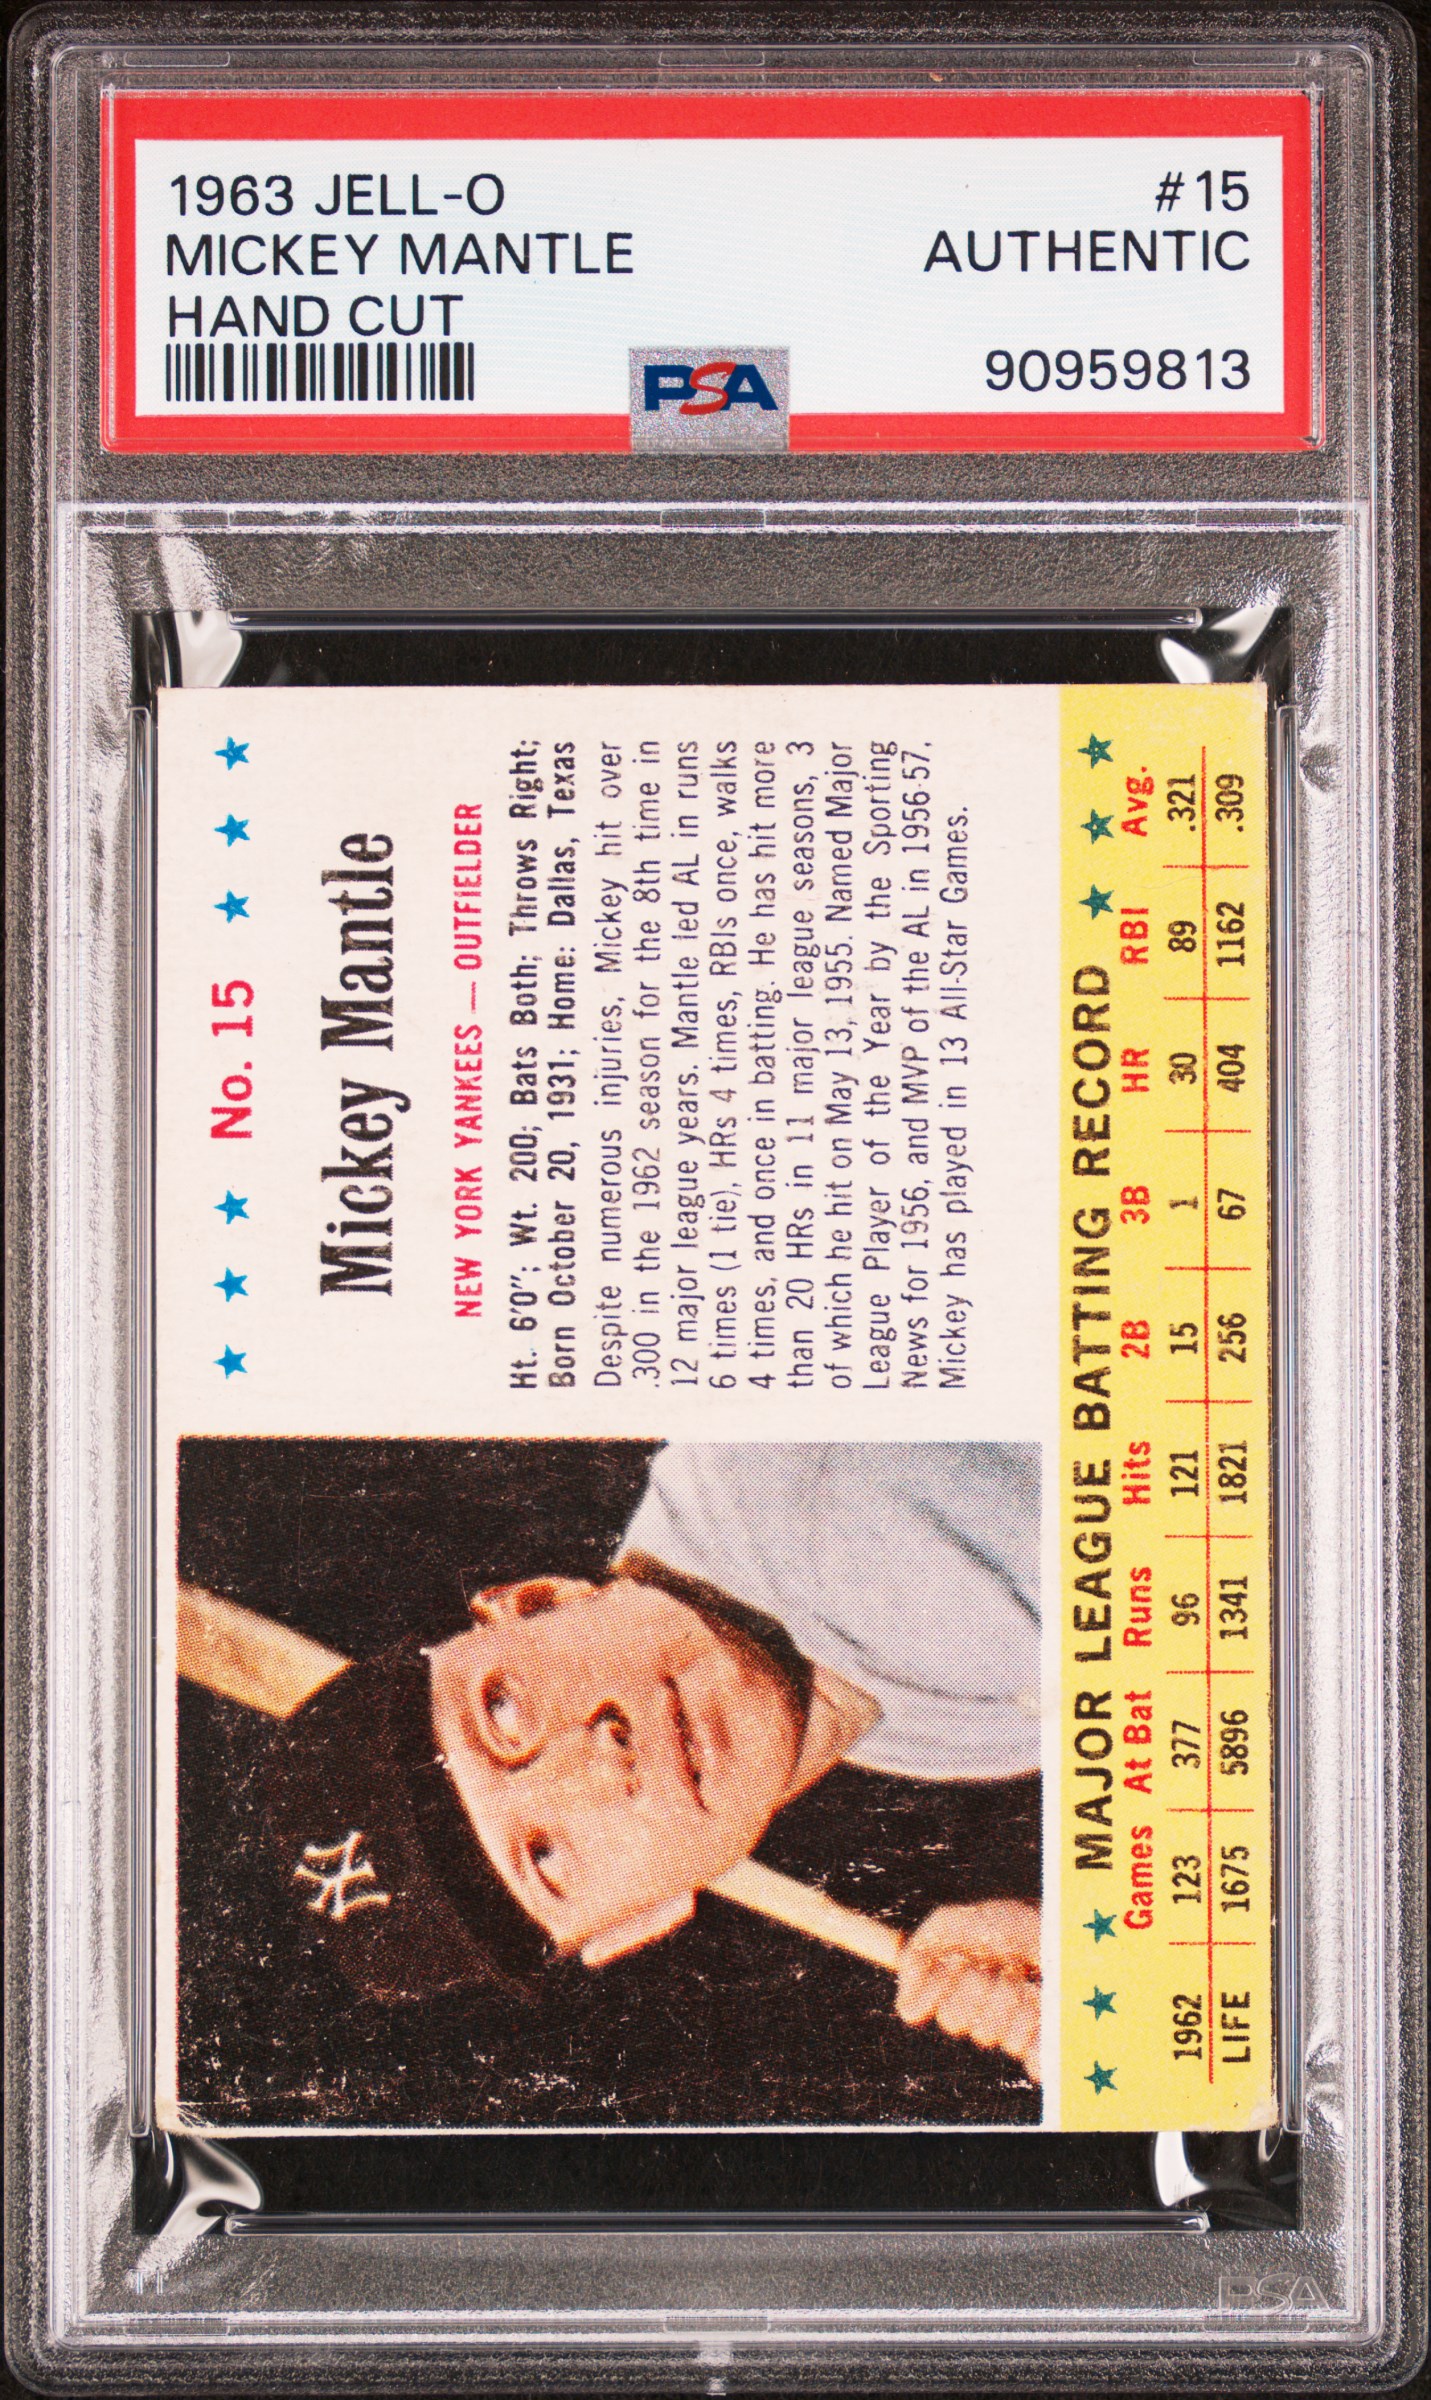 1963 JELL-O #15
MICKEY MANTLE AUTHENTIC
HAND CUT
PSA 90959813
No. 15
Mickey Mantle
NEW YORK YANKEES — OUTFIELDER
Ht. 6'0"; Wt. 200; Bats Both; Throws Right;
Born October 20, 1931; Home: Dallas, Texas
Despite numerous injuries, Mickey hit over
.300 in the 1962 season for the 8th time in
12 major league years. Mantle led AL in runs
6 times (1 tie), HRs 4 times, RBIs once, walks
4 times, and once in batting. He has hit more
than 20 HRs in 11 major league seasons, 3
of which he hit on May 13, 1955. Named Major
League Player of the Year by the Sporting
News for 1956, and MVP of the AL in 1956-57,
Mickey has played in 13 All-Star Games.
NY
MAJOR LEAGUE BATTING RECORD
Games At Bat Runs Hits 2B 3B HR RBI Avg.
1962 123 377 96 121 15 1 30 89 .321
LIFE 1675 5896 1341 1821 256 67 404 1162 .309
PSA